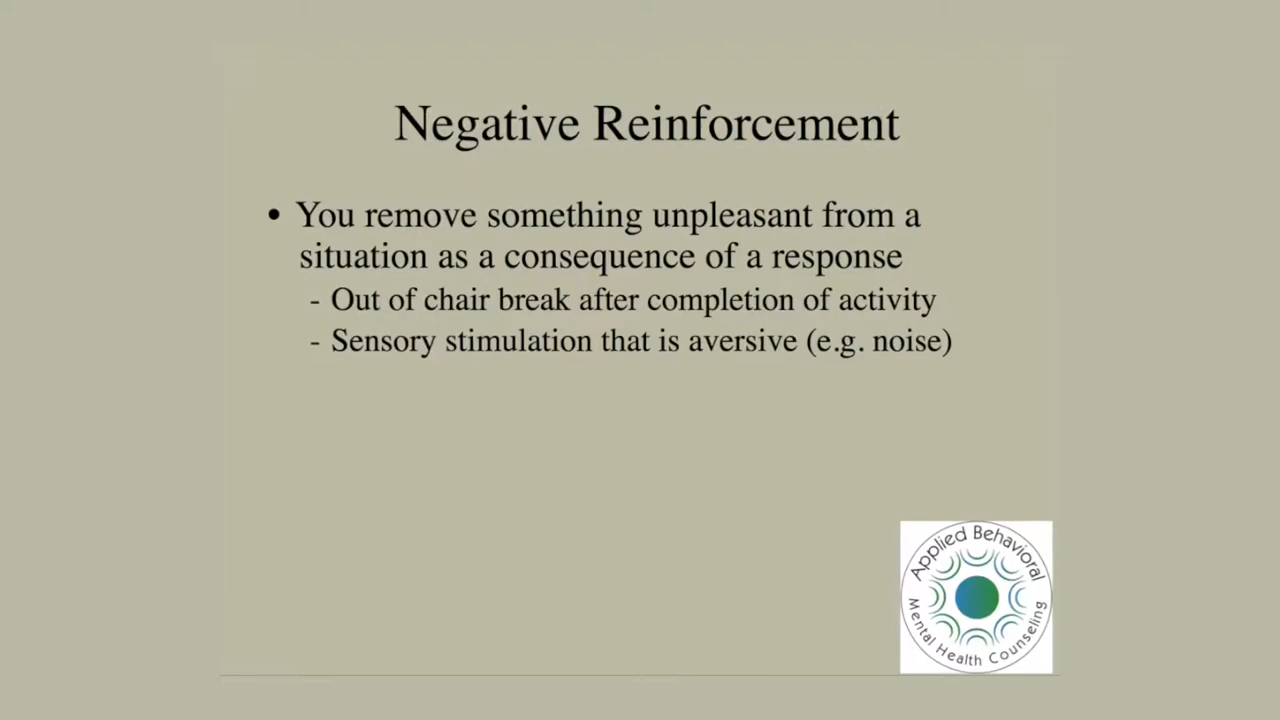 Negative Reinforcement
• You remove something unpleasant from a
situation as a consequence of a response
- Out of chair break after completion of activity
- Sensory stimulation that is aversive (e.g. noise)
Applied Behavioral
Mental Health Counseling